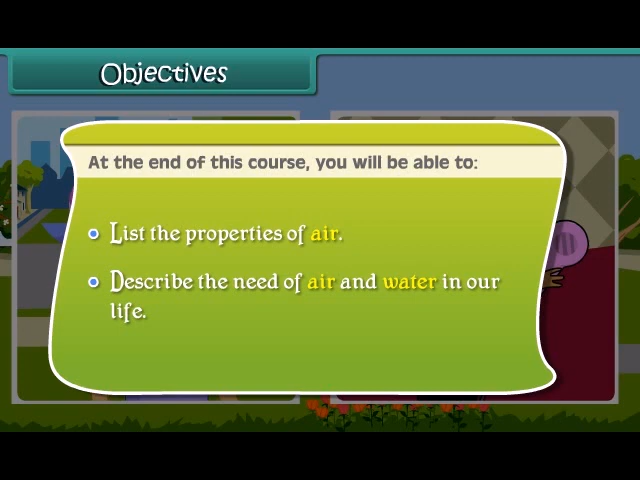 Objectives
At the end of this course, you will be able to:
List the properties of air.
Describe the need of air and water in our
life.